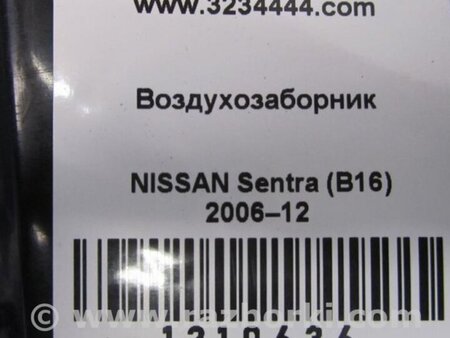 www.3234444.com
Воздухозаборник
NISSAN Sentra (B16)
2006–12
© www.razborki.com